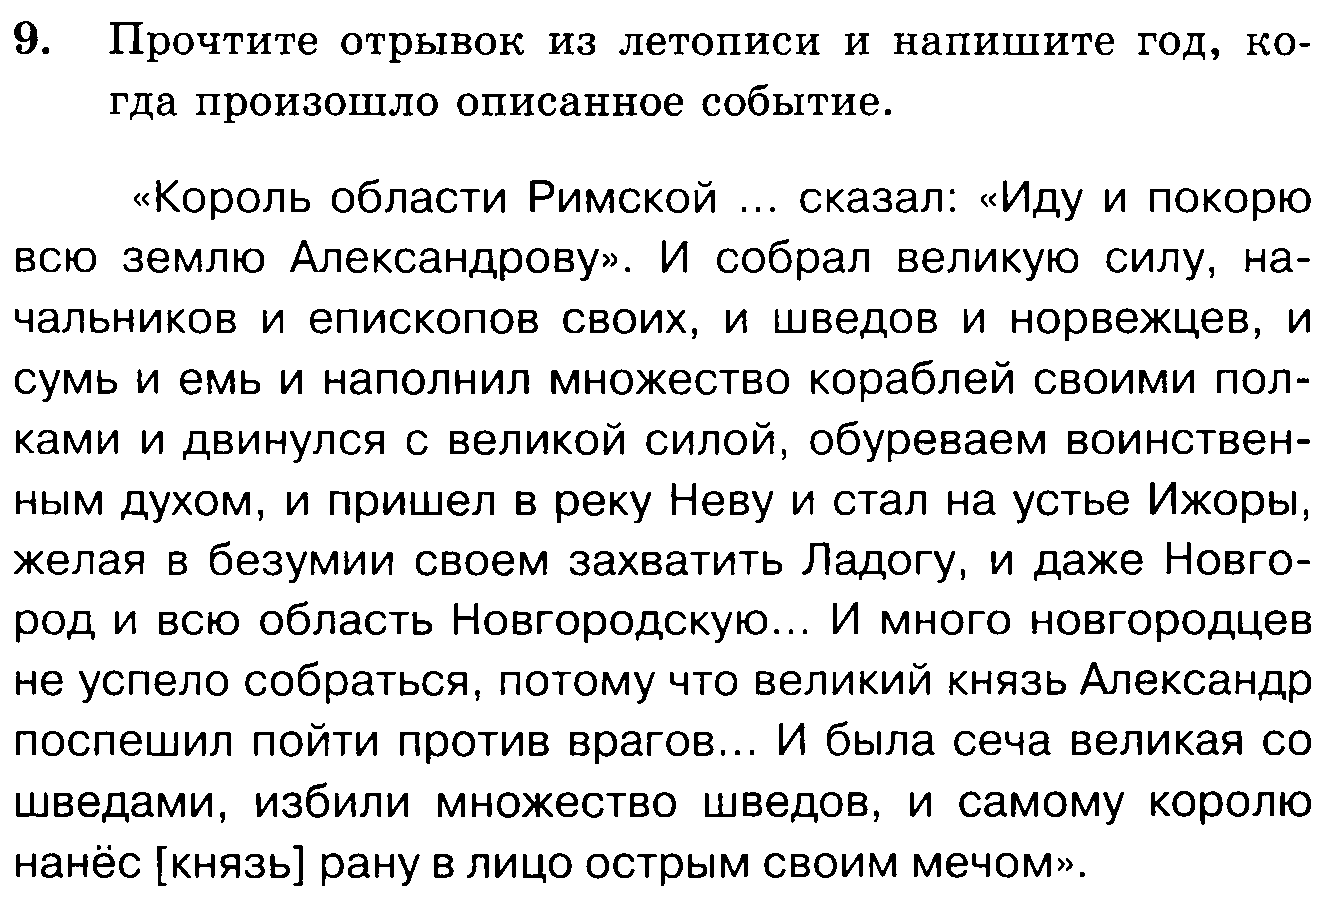 9. Прочтите отрывок из летописи и напишите год, ко-
гда произошло описанное событие.
«Король области Римской ... сказал: «Иду и покорю
всю землю Александрову». И собрал великую силу, на-
чальников и епископов своих, и шведов и норвежцев, и
сумь и емь и наполнил множество кораблей своими пол-
ками и двинулся с великой силой, обуреваем воинствен-
ным духом, и пришел в реку Неву и стал на устье Ижоры,
желая в безумии своем захватить Ладогу, и даже Новго-
род и всю область Новгородскую... И много новгородцев
не успело собраться, потому что великий князь Александр
поспешил пойти против врагов... И была сеча великая со
шведами, избили множество шведов, и самому королю
нанёс [князь] рану в лицо острым своим мечом».